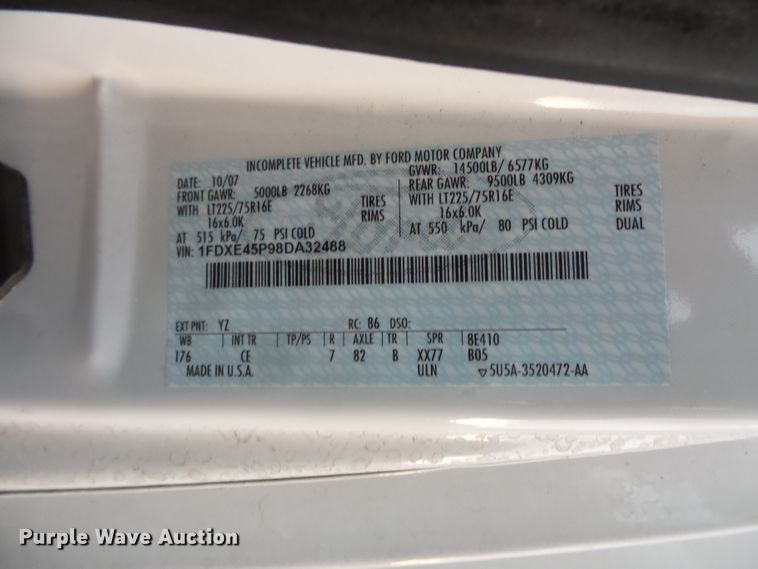 INCOMPLETE VEHICLE MFD. BY FORD MOTOR COMPANY
DATE: 10/07 GVWR: 14500LB/ 6577KG
FRONT GAWR: 5000LB 2268KG REAR GAWR: 9500LB 4309KG
WITH LT225/75R16E TIRES WITH LT225/75R16E TIRES
16x6.0K RIMS 16x6.0K RIMS
AT 515 kPa/ 75 PSI COLD AT 550 kPa/ 80 PSI COLD DUAL
VIN: 1FDXE45P98DA32488
EXT PNT: YZ RC: 86 DSO:
WB INT TR TP/PS R AXLE TR SPR 8E410
176 CE 7 82 B XX77 B05
MADE IN U.S.A. ULN ▽5U5A-3520472-AA
Purple Wave Auction